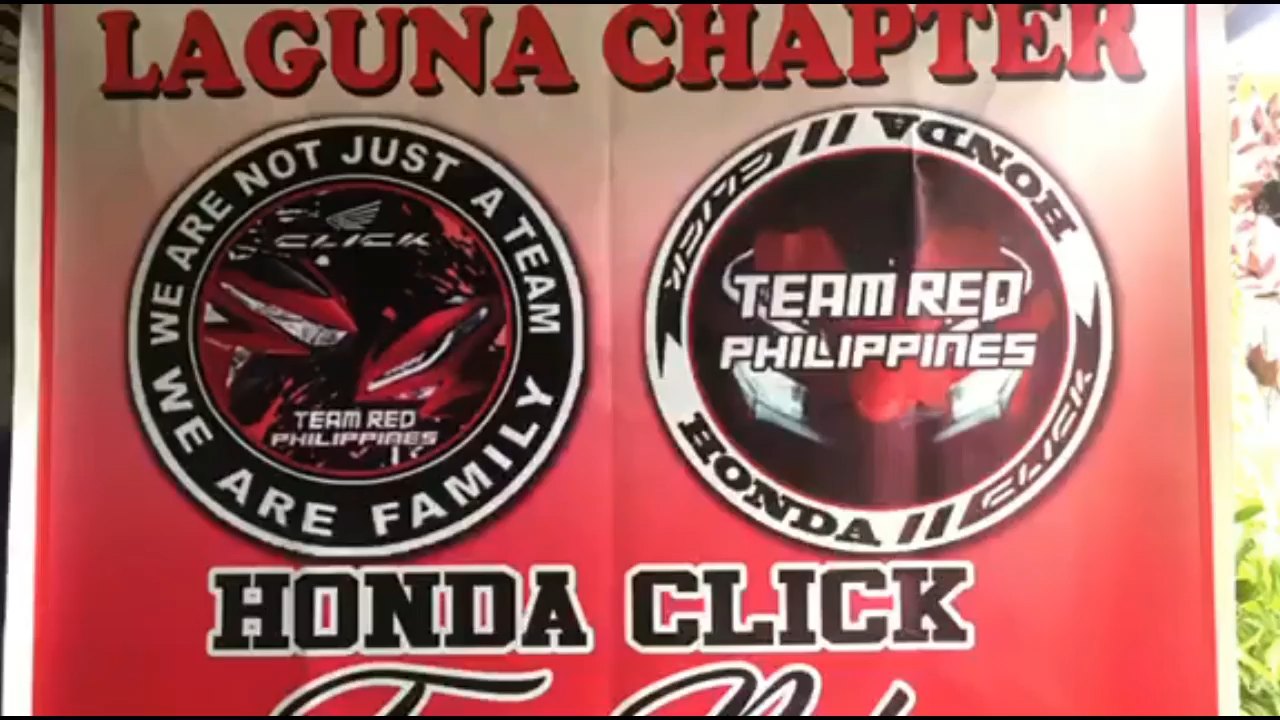 LAGUNA CHAPTER
WE ARE NOT JUST A TEAM
WE ARE FAMILY
CLICK
TEAM RED
PHILIPPINES
CLICK // HONDA
TEAM RED
PHILIPPINES
HONDA // CLICK
HONDA CLICK